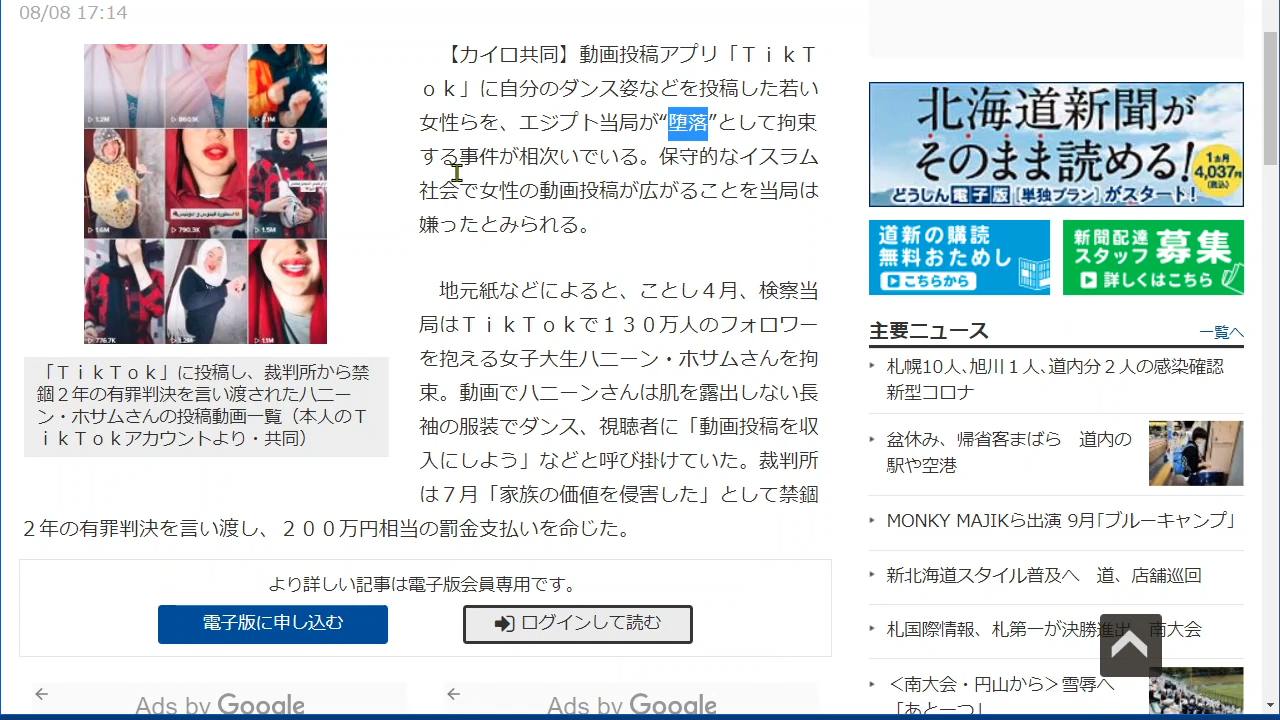 08/08 17:14
【カイロ共同】動画投稿アプリ「ＴｉｋＴ
ｏｋ」に自分のダンス姿などを投稿した若い
女性らを、エジプト当局が“堕落”として拘束
する事件が相次いでいる。保守的なイスラム
社会で女性の動画投稿が広がることを当局は
嫌ったとみられる。
地元紙などによると、ことし４月、検察当
局はＴｉｋＴｏｋで１３０万人のフォロワー
を抱える女子大生ハニーン・ホサムさんを拘
束。動画でハニーンさんは肌を露出しない長
袖の服装でダンス、視聴者に「動画投稿を収
入にしよう」などと呼び掛けていた。裁判所
は７月「家族の価値を侵害した」として禁錮
２年の有罪判決を言い渡し、２００万円相当の罰金支払いを命じた。
1.2M
860.1K
2.1M
1.6M
790.3K
1.5M
776.7K
1.1M
「ＴｉｋＴｏｋ」に投稿し、裁判所から禁
錮２年の有罪判決を言い渡されたハニー
ン・ホサムさんの投稿動画一覧（本人のＴ
ｉｋＴｏｋアカウントより・共同）
より詳しい記事は電子版会員専用です。
電子版に申し込む
ログインして読む
Ads by Google
Ads by Google
北海道新聞が
そのまま読める!
1ヵ月
4,037円
(税込)
どうしん電子版[単独プラン]がスタート!
道新の購読
無料おためし
こちらから
新聞配達
スタッフ募集
詳しくはこちら
主要ニュース
一覧へ
札幌10人､旭川１人､道内分２人の感染確認
新型コロナ
盆休み、帰省客まばら　道内の
駅や空港
MONKY MAJIKら出演 9月｢ブルーキャンプ｣
新北海道スタイル普及へ　道、店舗巡回
札国際情報、札第一が決勝進出　南大会
＜南大会・円山から＞雪辱へ
「あと一つ」